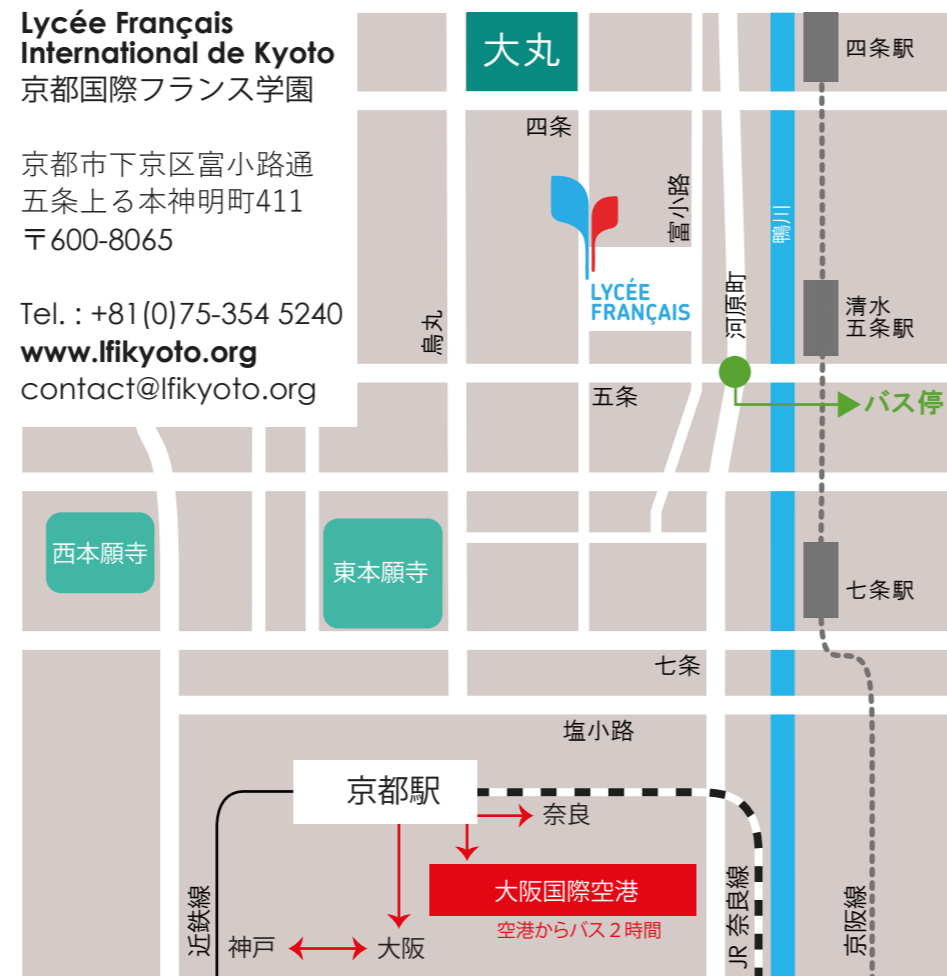 Lycée Français
International de Kyoto
京都国際フランス学園
京都市下京区富小路通
五条上る本神明町411
〒600-8065
Tel. : +81(0)75-354 5240
www.lfikyoto.org
contact@lfikyoto.org
大丸
四条駅
四条
富小路
鴨川
LYCÉE
FRANÇAIS
河原町
清水
五条駅
烏丸
五条
バス停
西本願寺
東本願寺
七条駅
七条
塩小路
京都駅
奈良
大阪国際空港
空港からバス2時間
近鉄線
神戸
大阪
JR 奈良線
京阪線